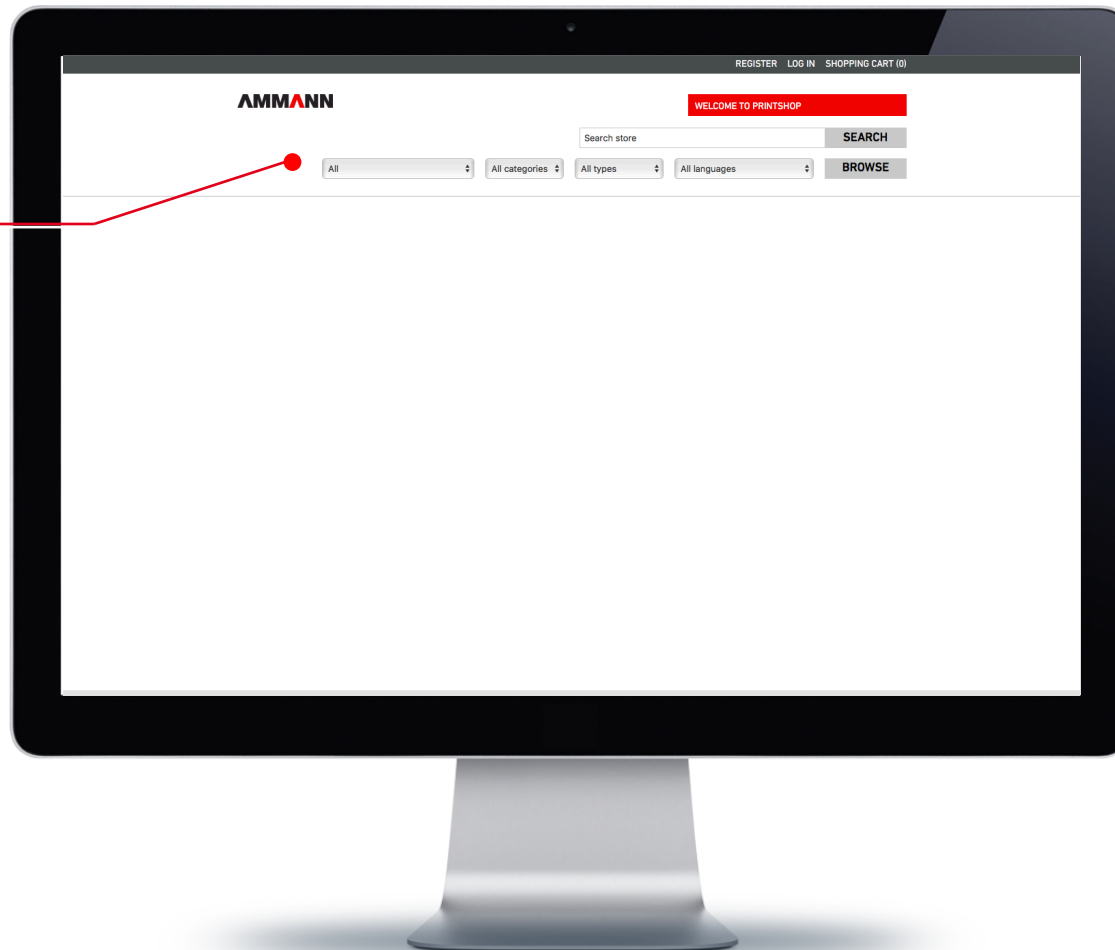 REGISTER LOG IN SHOPPING CART (0)
AMMANN
WELCOME TO PRINTSHOP
Search store SEARCH
All All categories All types All languages BROWSE